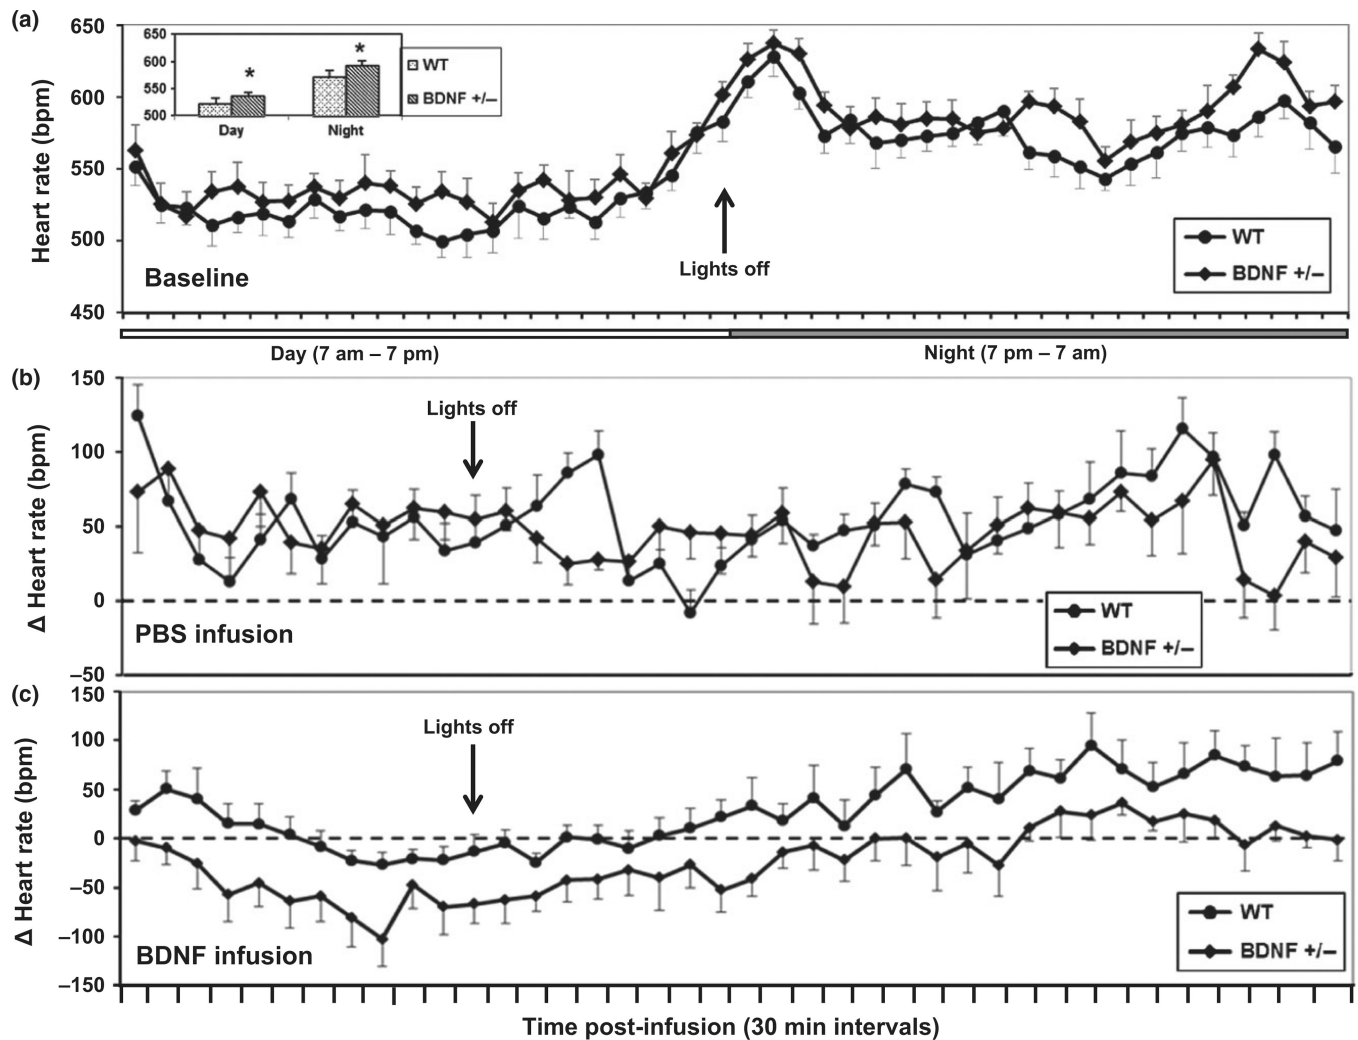 (a)
650
600
550
500
450
Heart rate (bpm)
650
600
550
500
*
*
Day
Night
WT
BDNF +/−
Lights off
Baseline
WT
BDNF +/−
Day (7 am – 7 pm)
Night (7 pm – 7 am)
(b)
150
100
50
0
−50
Δ Heart rate (bpm)
Lights off
PBS infusion
WT
BDNF +/−
(c)
150
100
50
0
−50
−100
−150
Δ Heart rate (bpm)
Lights off
BDNF infusion
WT
BDNF +/−
Time post-infusion (30 min intervals)